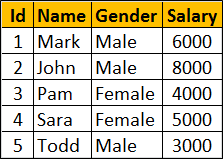 Id Name Gender Salary
1 Mark Male 6000
2 John Male 8000
3 Pam Female 4000
4 Sara Female 5000
5 Todd Male 3000